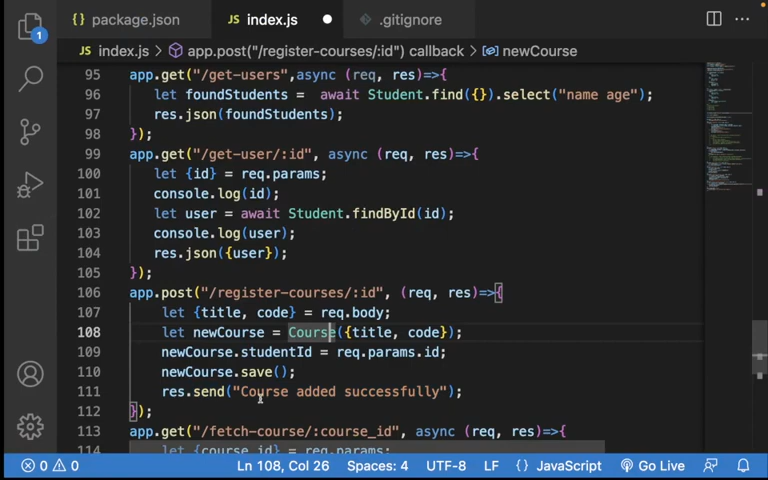 {} package.json JS index.js .gitignore
JS index.js > app.post("/register-courses/:id") callback > newCourse
95 app.get("/get-users",async (req, res)=>{
96 let foundStudents =  await Student.find({}).select("name age");
97 res.json(foundStudents);
98 });
99 app.get("/get-user/:id", async (req, res)=>{
100 let {id} = req.params;
101 console.log(id);
102 let user = await Student.findById(id);
103 console.log(user);
104 res.json({user});
105 });
106 app.post("/register-courses/:id", (req, res)=>{
107 let {title, code} = req.body;
108 let newCourse = Course({title, code});
109 newCourse.studentId = req.params.id;
110 newCourse.save();
111 res.send("Course added successfully");
112 });
113 app.get("/fetch-course/:course_id", async (req, res)=>{
114 let {course_id} = req.params;
1
0 0 Ln 108, Col 26 Spaces: 4 UTF-8 LF {} JavaScript Go Live